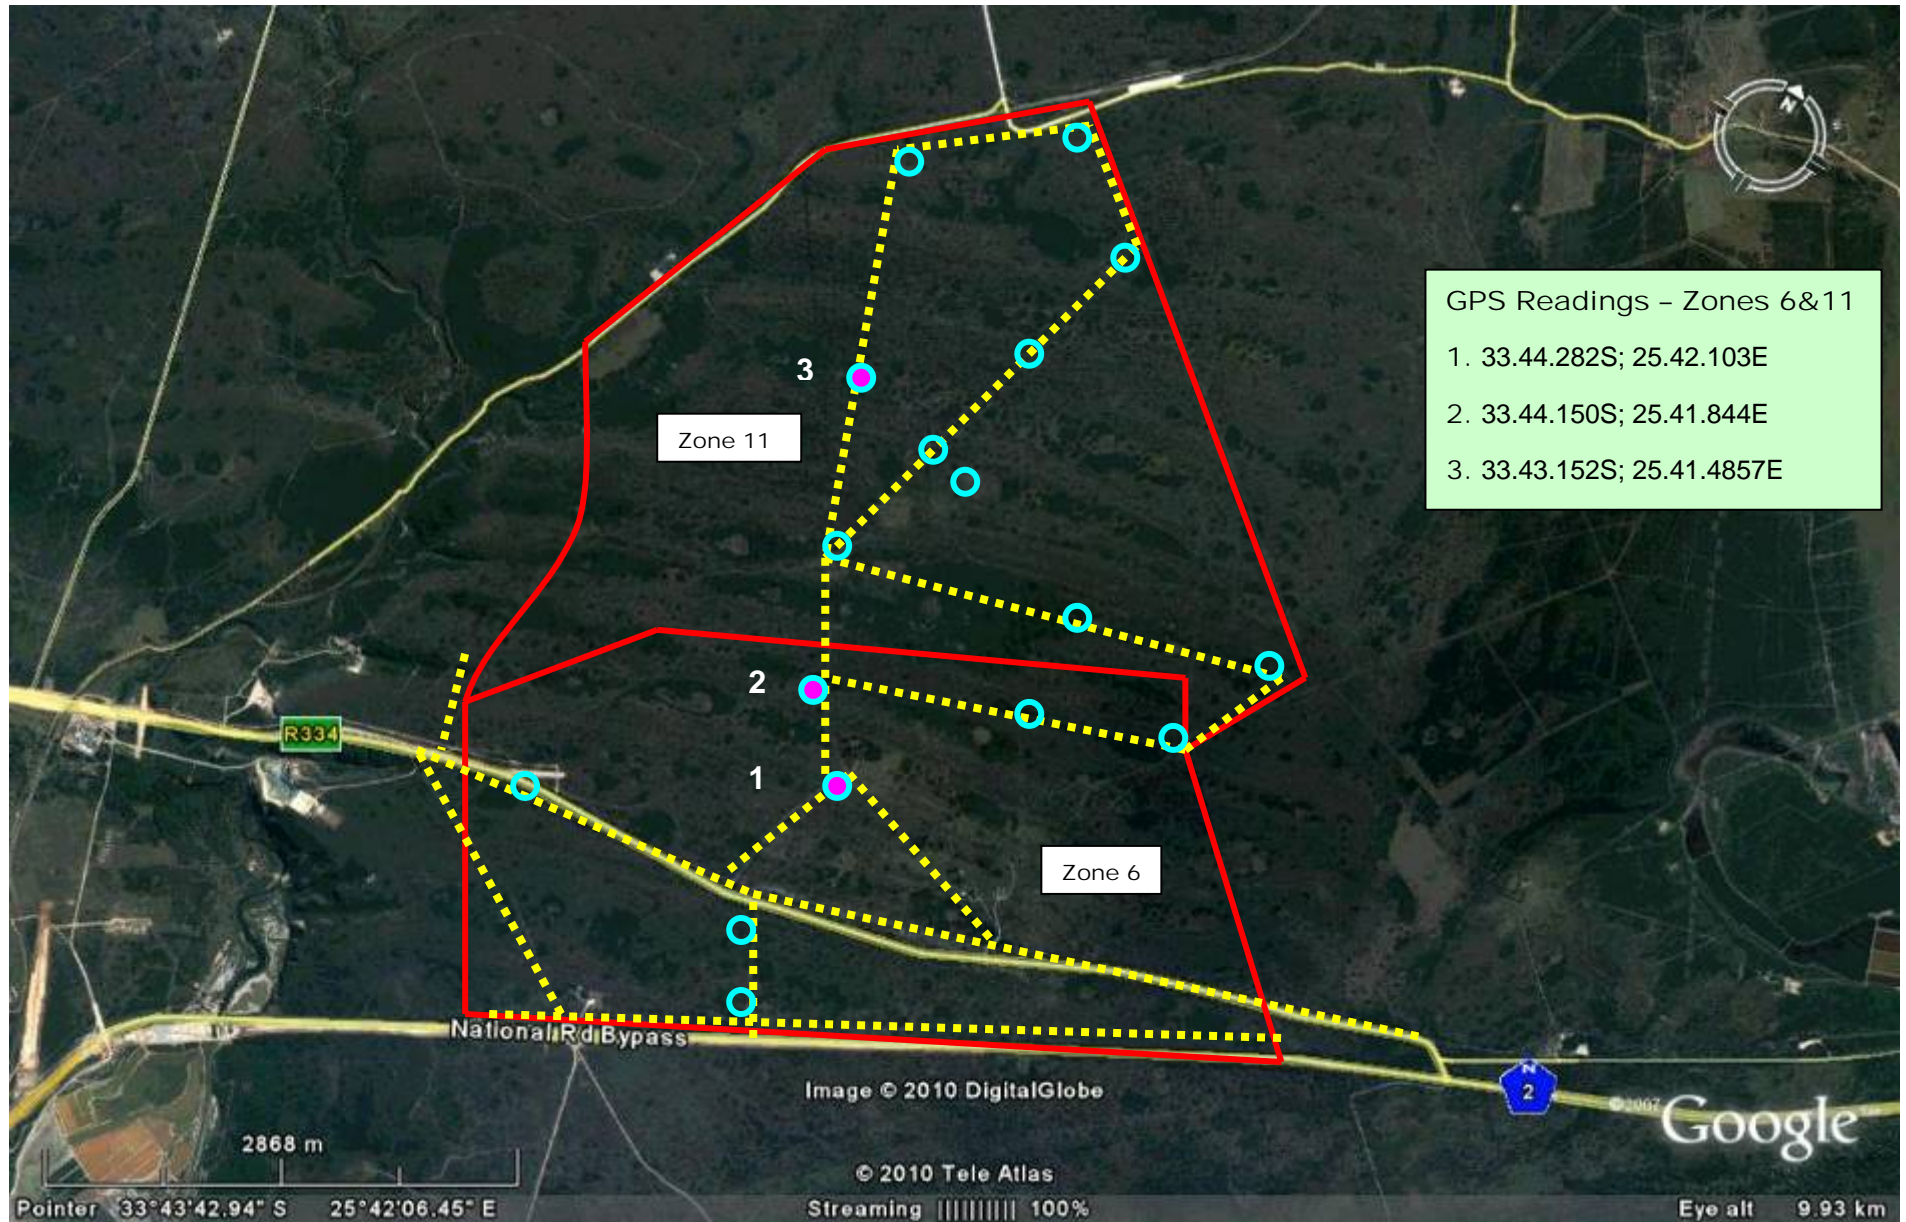 N
GPS Readings – Zones 6&11
1. 33.44.282S; 25.42.103E
2. 33.44.150S; 25.41.844E
3. 33.43.152S; 25.41.4857E
3
Zone 11
2
R334
1
Zone 6
National Rd Bypass
Image © 2010 DigitalGlobe
N
2
©2007 Google
2868 m
© 2010 Tele Atlas
Pointer 33°43'42.94" S 25°42'06.45" E Streaming |||||||||| 100% Eye alt 9.93 km